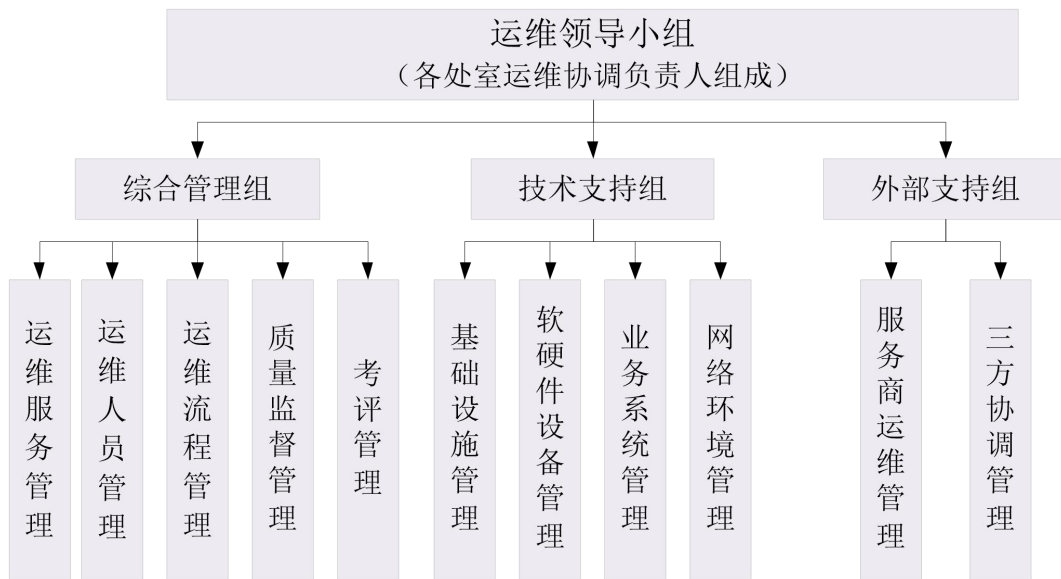 运维领导小组
（各处室运维协调负责人组成）
综合管理组
技术支持组
外部支持组
运维服务管理
运维人员管理
运维流程管理
质量监督管理
考评管理
基础设施管理
软硬件设备管理
业务系统管理
网络环境管理
服务商运维管理
三方协调管理